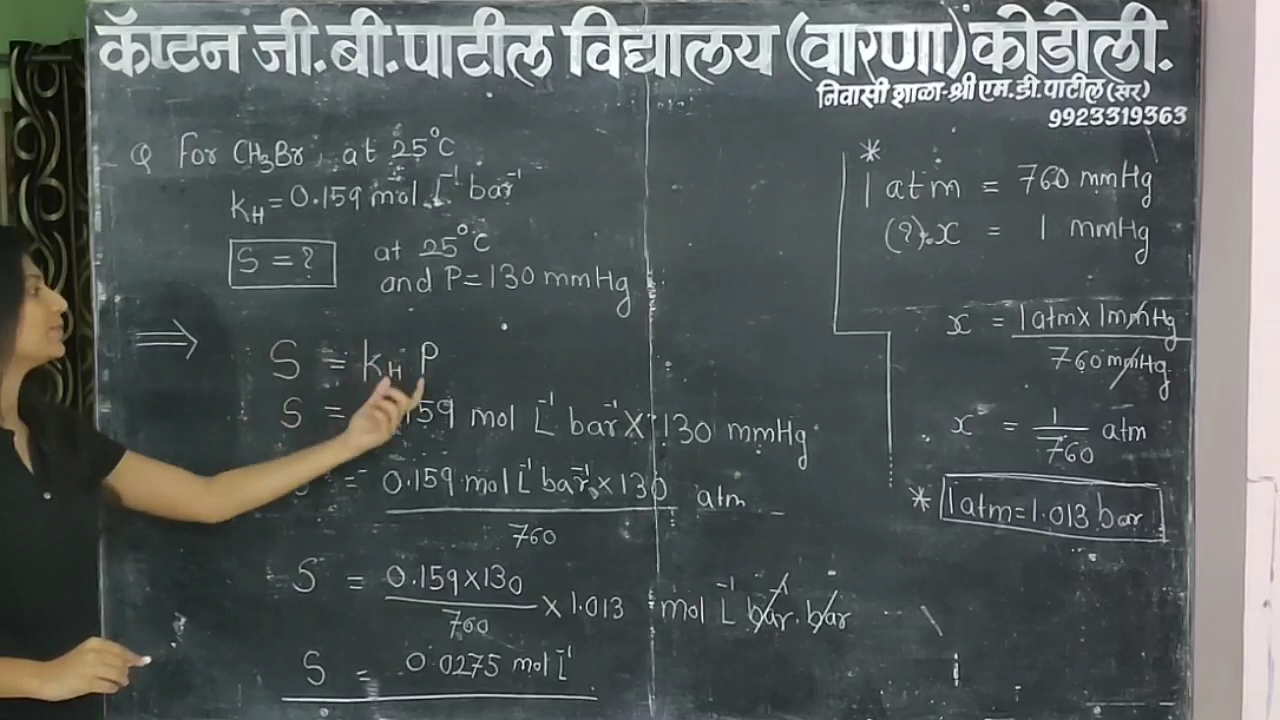 कॅप्टन जी.बी.पाटील विद्यालय (वारणा) कोडोली.
निवासी शाळा-श्री एम.डी.पाटील (सर)
9923319363
Q For CH₃Br, at 25°C
k_H = 0.159 mol L⁻¹ bar⁻¹
S = ? at 25°C
and P = 130 mmHg
⇒ S = k_H P
S = 159 mol L⁻¹ bar⁻¹ X 130 mmHg
= 0.159 mol L⁻¹ bar⁻¹ × 130 atm
760
S = 0.159 × 130 × 1.013 mol L⁻¹ bar⁻¹. bar
760
S = 0.0275 mol L⁻¹
*
1 atm = 760 mmHg
(?) x = 1 mmHg
x = 1 atm x 1 mmHg
760 mmHg
x = 1 atm
760
* 1 atm = 1.013 bar